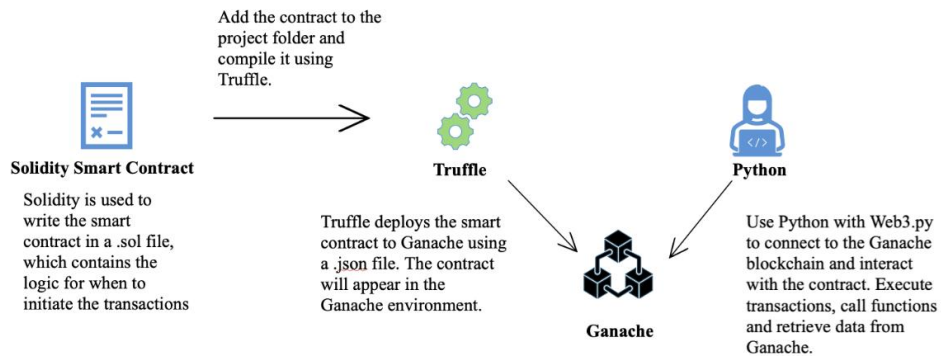 Add the contract to the
project folder and
compile it using
Truffle.
Solidity Smart Contract
Solidity is used to
write the smart
contract in a .sol file,
which contains the
logic for when to
initiate the transactions
Truffle
Truffle deploys the smart
contract to Ganache using
a .json file. The contract
will appear in the
Ganache environment.
Python
Use Python with Web3.py
to connect to the Ganache
blockchain and interact
with the contract. Execute
transactions, call functions
and retrieve data from
Ganache.
Ganache